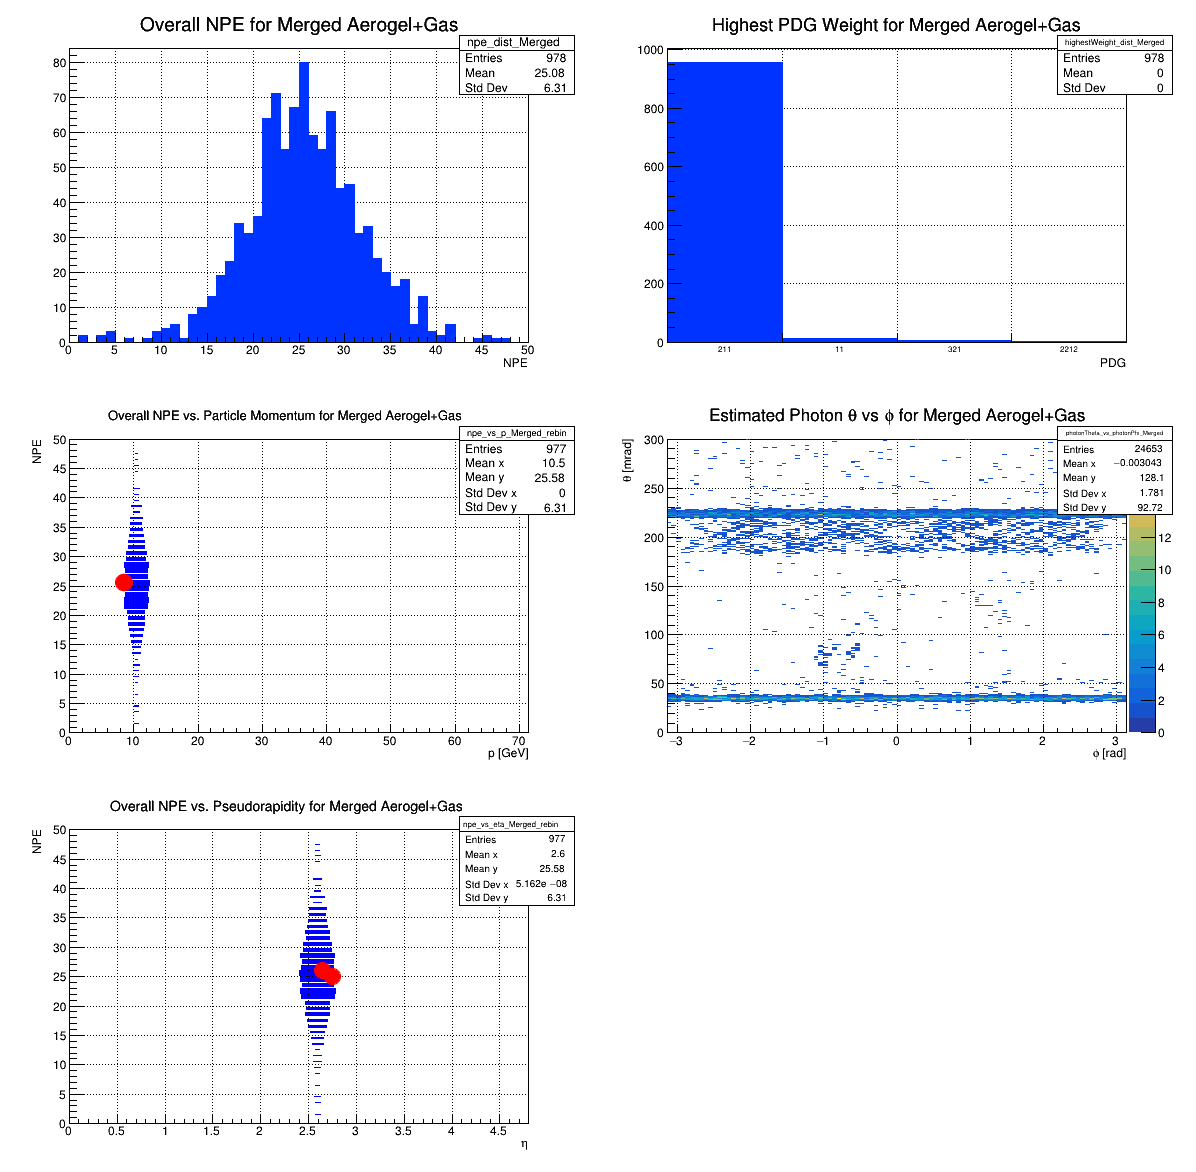 Overall NPE for Merged Aerogel+Gas
npe_dist_Merged
Entries 978
Mean 25.08
Std Dev 6.31
80
70
60
50
40
30
20
10
0
0 5 10 15 20 25 30 35 40 45 50
NPE
Highest PDG Weight for Merged Aerogel+Gas
highestWeight_dist_Merged
Entries 978
Mean 0
Std Dev 0
1000
800
600
400
200
0
211 11 321 2212
PDG
Overall NPE vs. Particle Momentum for Merged Aerogel+Gas
npe_vs_p_Merged_rebin
Entries 977
Mean x 10.5
Mean y 25.58
Std Dev x 0
Std Dev y 6.31
NPE
50
45
40
35
30
25
20
15
10
5
0
0 10 20 30 40 50 60 70
p [GeV]
Estimated Photon θ vs ϕ for Merged Aerogel+Gas
photonTheta_vs_photonPhi_Merged
Entries 24653
Mean x −0.003043
Mean y 128.1
Std Dev x 1.781
Std Dev y 92.72
θ [mrad]
300
250
200
150
100
50
0
−3 −2 −1 0 1 2 3
ϕ [rad]
12
10
8
6
4
2
0
Overall NPE vs. Pseudorapidity for Merged Aerogel+Gas
npe_vs_eta_Merged_rebin
Entries 977
Mean x 2.6
Mean y 25.58
Std Dev x 5.162e −08
Std Dev y 6.31
NPE
50
45
40
35
30
25
20
15
10
5
0
0 0.5 1 1.5 2 2.5 3 3.5 4 4.5
η